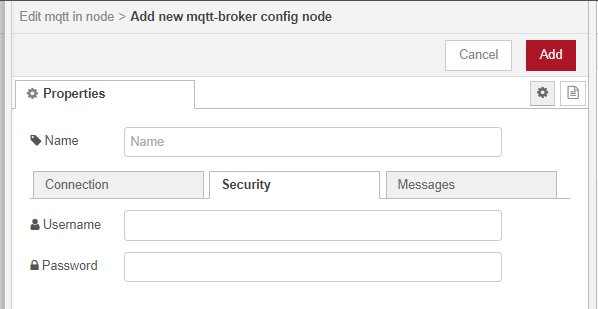 Edit mqtt in node > Add new mqtt-broker config node
Cancel Add
Properties
Name Name
Connection Security Messages
Username
Password